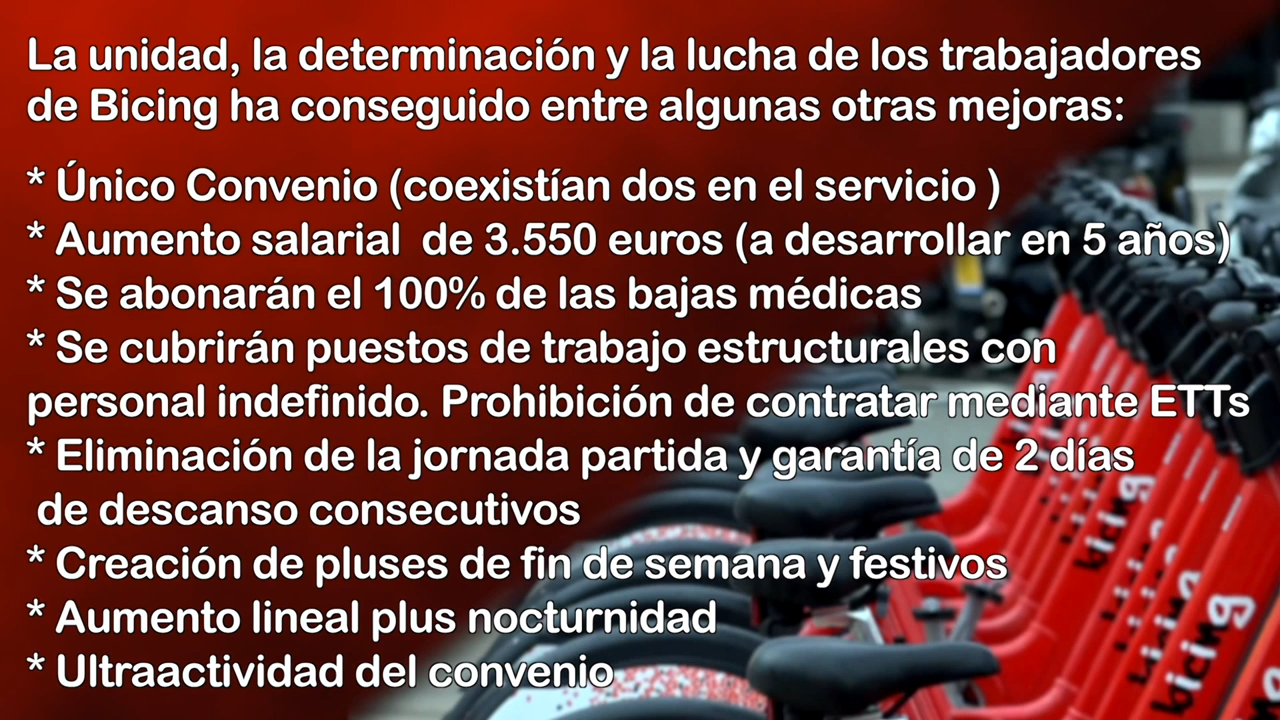 La unidad, la determinación y la lucha de los trabajadores
de Bicing ha conseguido entre algunas otras mejoras:
* Único Convenio (coexistían dos en el servicio )
* Aumento salarial  de 3.550 euros (a desarrollar en 5 años)
* Se abonarán el 100% de las bajas médicas
* Se cubrirán puestos de trabajo estructurales con
personal indefinido. Prohibición de contratar mediante ETTs
* Eliminación de la jornada partida y garantía de 2 días
de descanso consecutivos
* Creación de pluses de fin de semana y festivos
* Aumento lineal plus nocturnidad
* Ultraactividad del convenio
bicing
bicing
bicing